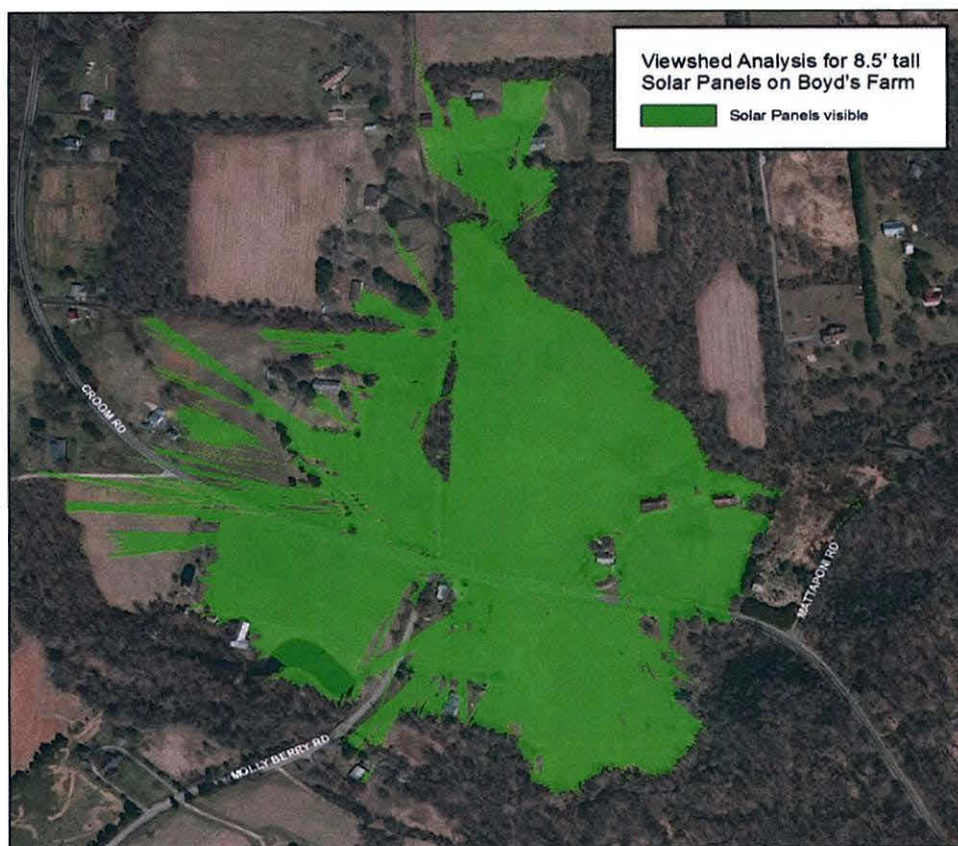 Viewshed Analysis for 8.5' tall
Solar Panels on Boyd's Farm
Solar Panels visible
CROOM RD
MATTAPONI RD
MOLLY BERRY RD